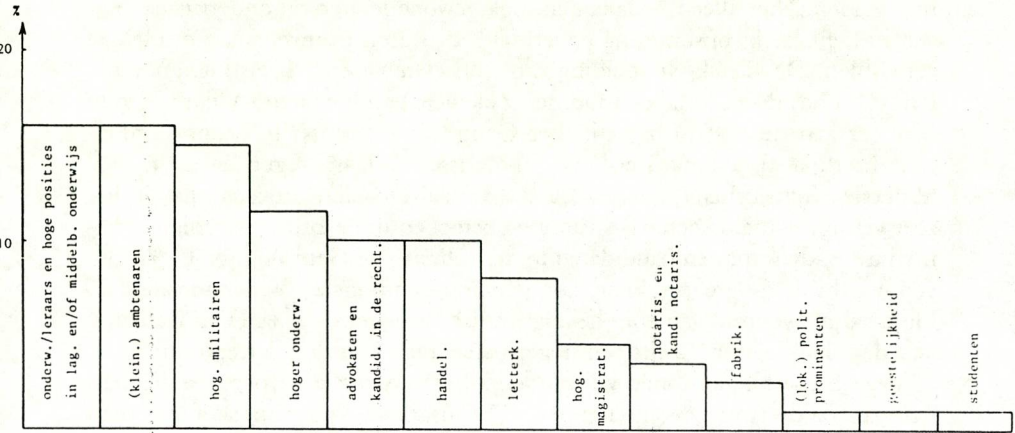 z
20
10
onderw./leraars en hoge posities
in lag. en/of middelb. onderwijs
(klein.) ambtenaren
hog. militairen
hoger onderw.
advokaten en
kandid. in de recht.
handel.
letterk.
hog.
magistrat.
notaris. en
kand. notaris.
fabrik.
(lok.) polit.
prominenten
geestelijkheid
studenten